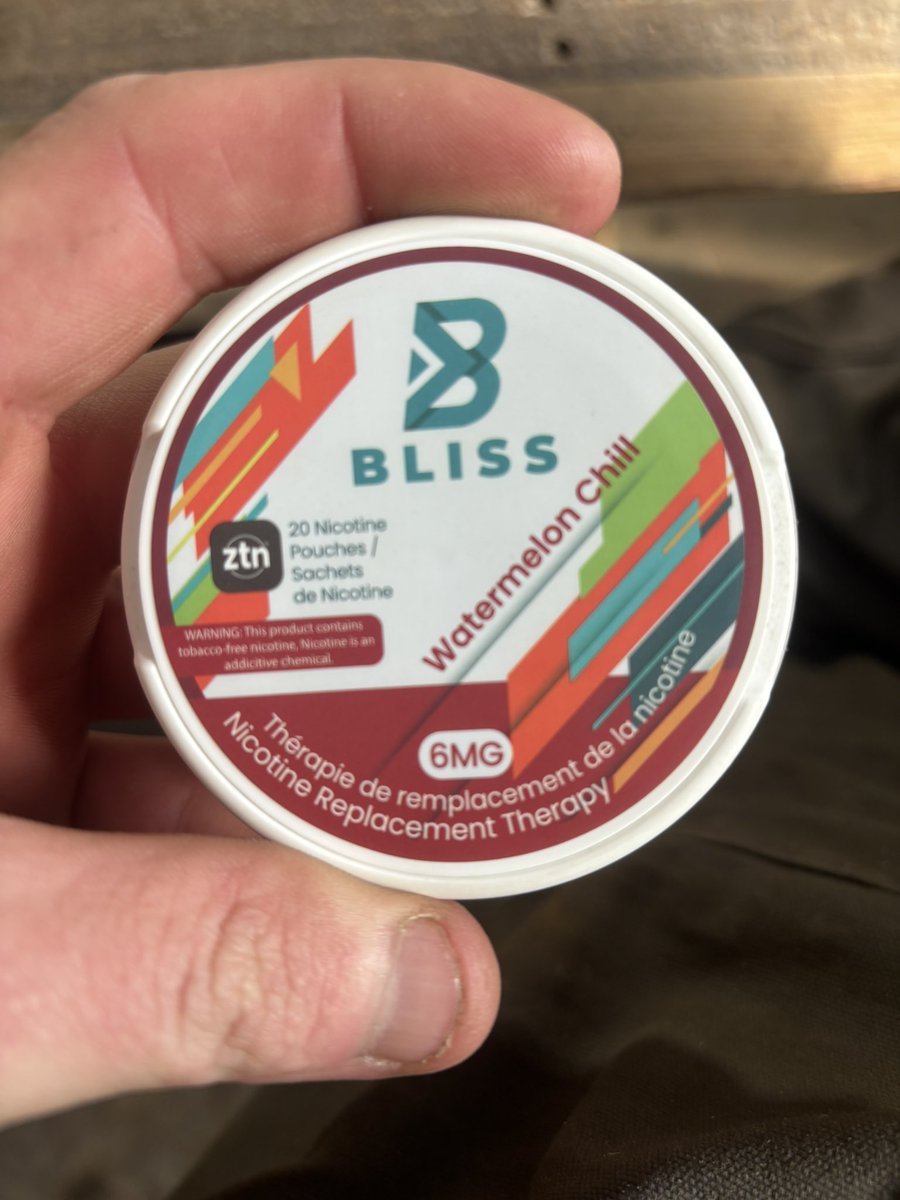 BLISS
Watermelon Chill
ztn
20 Nicotine
Pouches /
Sachets
de Nicotine
WARNING: This product contains
tobacco-free nicotine, Nicotine is an
addicitive chemical.
6MG
Thérapie de remplacement de la nicotine
Nicotine Replacement Therapy